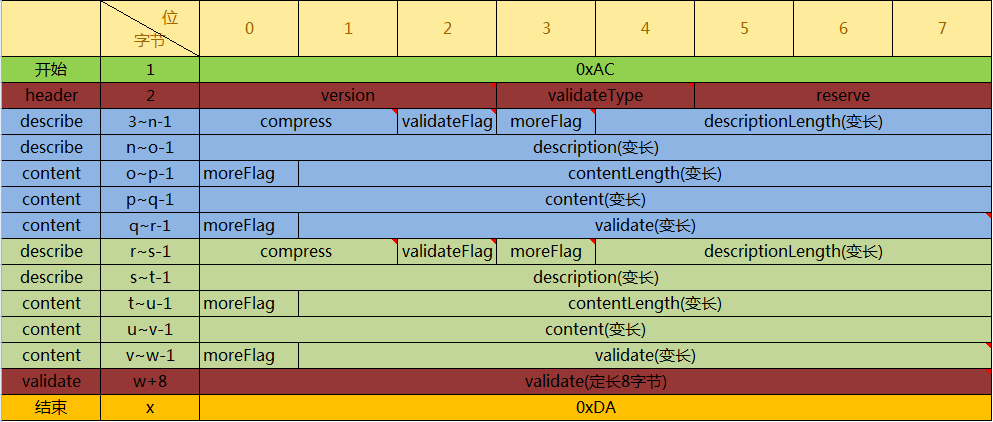 位
字节 0 1 2 3 4 5 6 7
开始 1 0xAC
header 2 version validateType reserve
describe 3~n-1 compress validateFlag moreFlag descriptionLength(变长)
describe n~o-1 description(变长)
content o~p-1 moreFlag contentLength(变长)
content p~q-1 content(变长)
content q~r-1 moreFlag validate(变长)
describe r~s-1 compress validateFlag moreFlag descriptionLength(变长)
describe s~t-1 description(变长)
content t~u-1 moreFlag contentLength(变长)
content u~v-1 content(变长)
content v~w-1 moreFlag validate(变长)
validate w+8 validate(定长8字节)
结束 x 0xDA